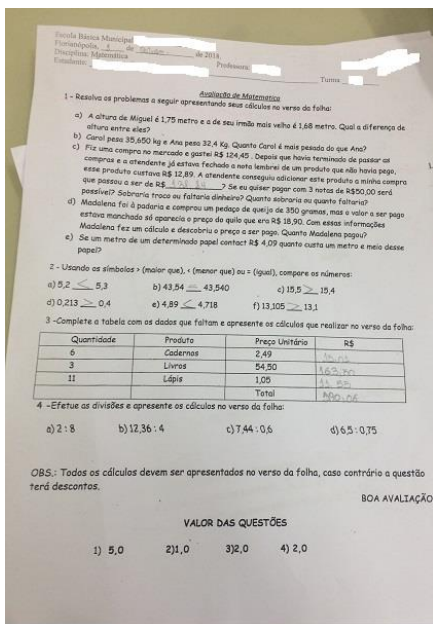 Escola Básica Municipal
Florianópolis, de de 2018.
Disciplina: Matemática
Estudante: Professora:
Turma:
Avaliação de Matemática
1 - Resolva os problemas a seguir apresentando seus cálculos no verso da folha:
a) A altura de Miguel é 1,75 metro e a de seu irmão mais velho é 1,68 metro. Qual a diferença de
altura entre eles?
b) Carol pesa 35,650 kg e Ana pesa 32,4 Kg. Quanto Carol é mais pesada do que Ana?
c) Fiz uma compra no mercado e gastei R$ 124,45 . Depois que havia terminado de passar as
compras e a atendente já estava fechado a nota lembrei de um produto que não havia pego,
esse produto custava R$ 12,89. A atendente conseguiu adicionar este produto a minha compra
que passou a ser de R$ ? Se eu quiser pagar com 3 notas de R$50,00 será
possível? Sobraria troco ou faltaria dinheiro? Quanto sobraria ou quanto faltaria?
d) Madalena foi à padaria e comprou um pedaço de queijo de 350 gramas, mas o valor a ser pago
estava manchado só aparecia o preço do quilo que era R$ 18,90. Com essas informações
Madalena fez um cálculo e descobriu o preço a ser pago. Quanto Madalena pagou?
e) Se um metro de um determinado papel contact R$ 4,09 quanto custa um metro e meio desse
papel?
2 - Usando os símbolos > (maior que), < (menor que) ou = (igual), compare os números:
a) 5,2 < 5,3 b) 43,54 = 43,540 c) 15,5 > 15,4
d) 0,213 > 0,4 e) 4,89 < 4,718 f) 13,105 > 13,1
3 -Complete a tabela com os dados que faltam e apresente os cálculos que realizar no verso da folha:
Quantidade Produto Preço Unitário R$
6 Cadernos 2,49
3 Livros 54,50
11 Lápis 1,05 11,55
Total
4 -Efetue as divisões e apresente os cálculos no verso da folha:
a) 2 : 8 b) 12,36 : 4 c) 7,44 : 0,6 d) 6,5 : 0,75
OBS.: Todos os cálculos devem ser apresentados no verso da folha, caso contrário a questão
terá descontos.
BOA AVALIAÇÃO
VALOR DAS QUESTÕES
1) 5,0 2)1,0 3)2,0 4) 2,0